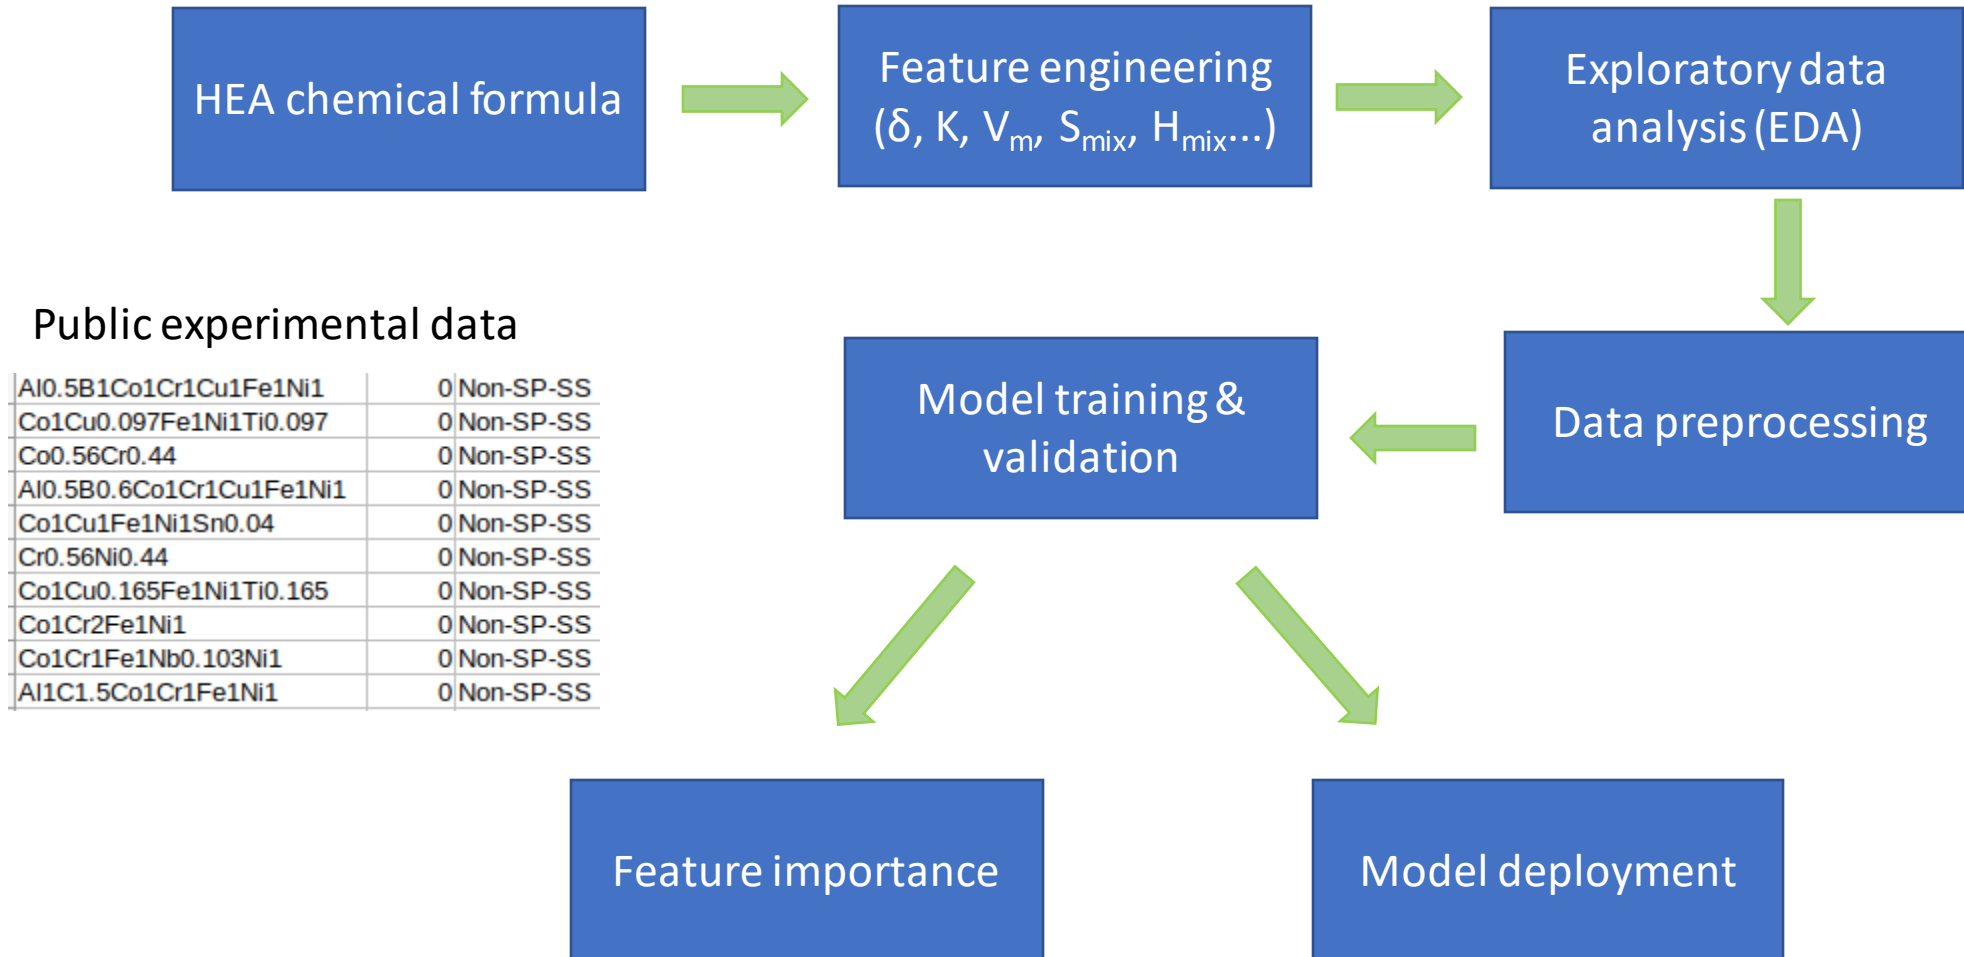 HEA chemical formula
Feature engineering
(δ, K, Vm, Smix, Hmix...)
Exploratory data
analysis (EDA)
Public experimental data
Al0.5B1Co1Cr1Cu1Fe1Ni1 0 Non-SP-SS
Co1Cu0.097Fe1Ni1Ti0.097 0 Non-SP-SS
Co0.56Cr0.44 0 Non-SP-SS
Al0.5B0.6Co1Cr1Cu1Fe1Ni1 0 Non-SP-SS
Co1Cu1Fe1Ni1Sn0.04 0 Non-SP-SS
Cr0.56Ni0.44 0 Non-SP-SS
Co1Cu0.165Fe1Ni1Ti0.165 0 Non-SP-SS
Co1Cr2Fe1Ni1 0 Non-SP-SS
Co1Cr1Fe1Nb0.103Ni1 0 Non-SP-SS
Al1C1.5Co1Cr1Fe1Ni1 0 Non-SP-SS
Model training &
validation
Data preprocessing
Feature importance
Model deployment